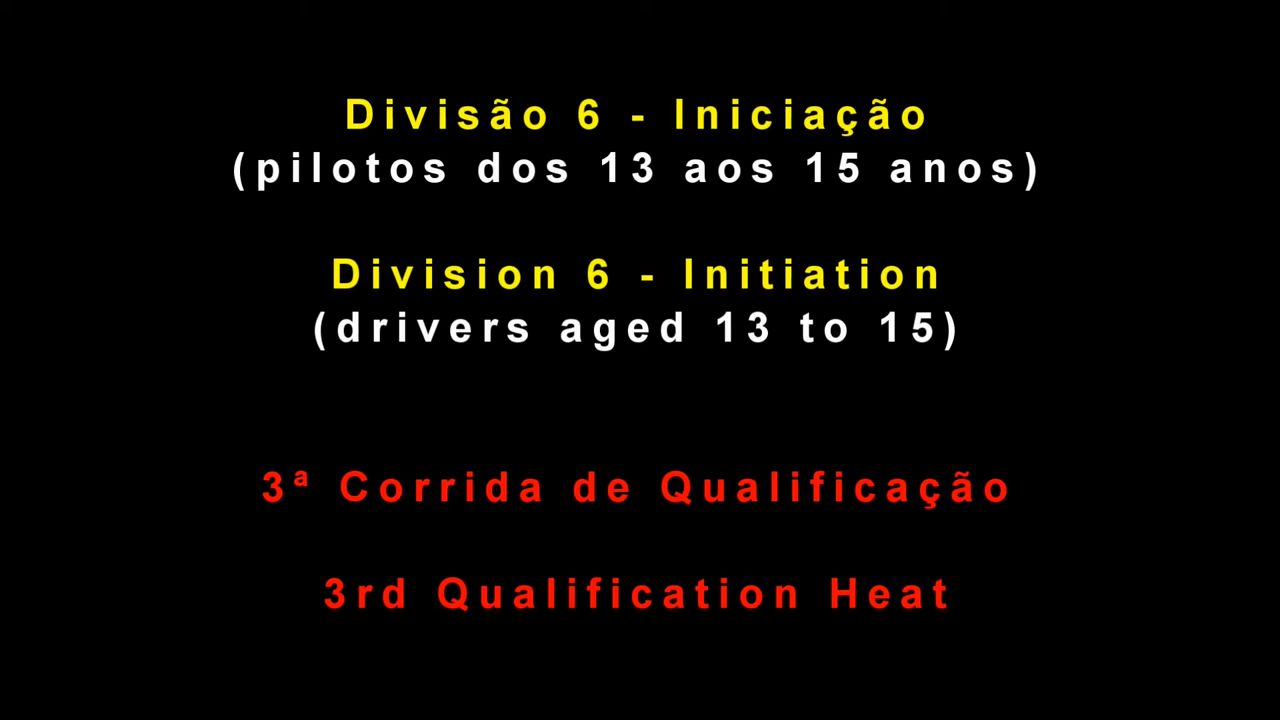 Divisão 6 - Iniciação
(pilotos dos 13 aos 15 anos)
Division 6 - Initiation
(drivers aged 13 to 15)
3ª Corrida de Qualificação
3rd Qualification Heat